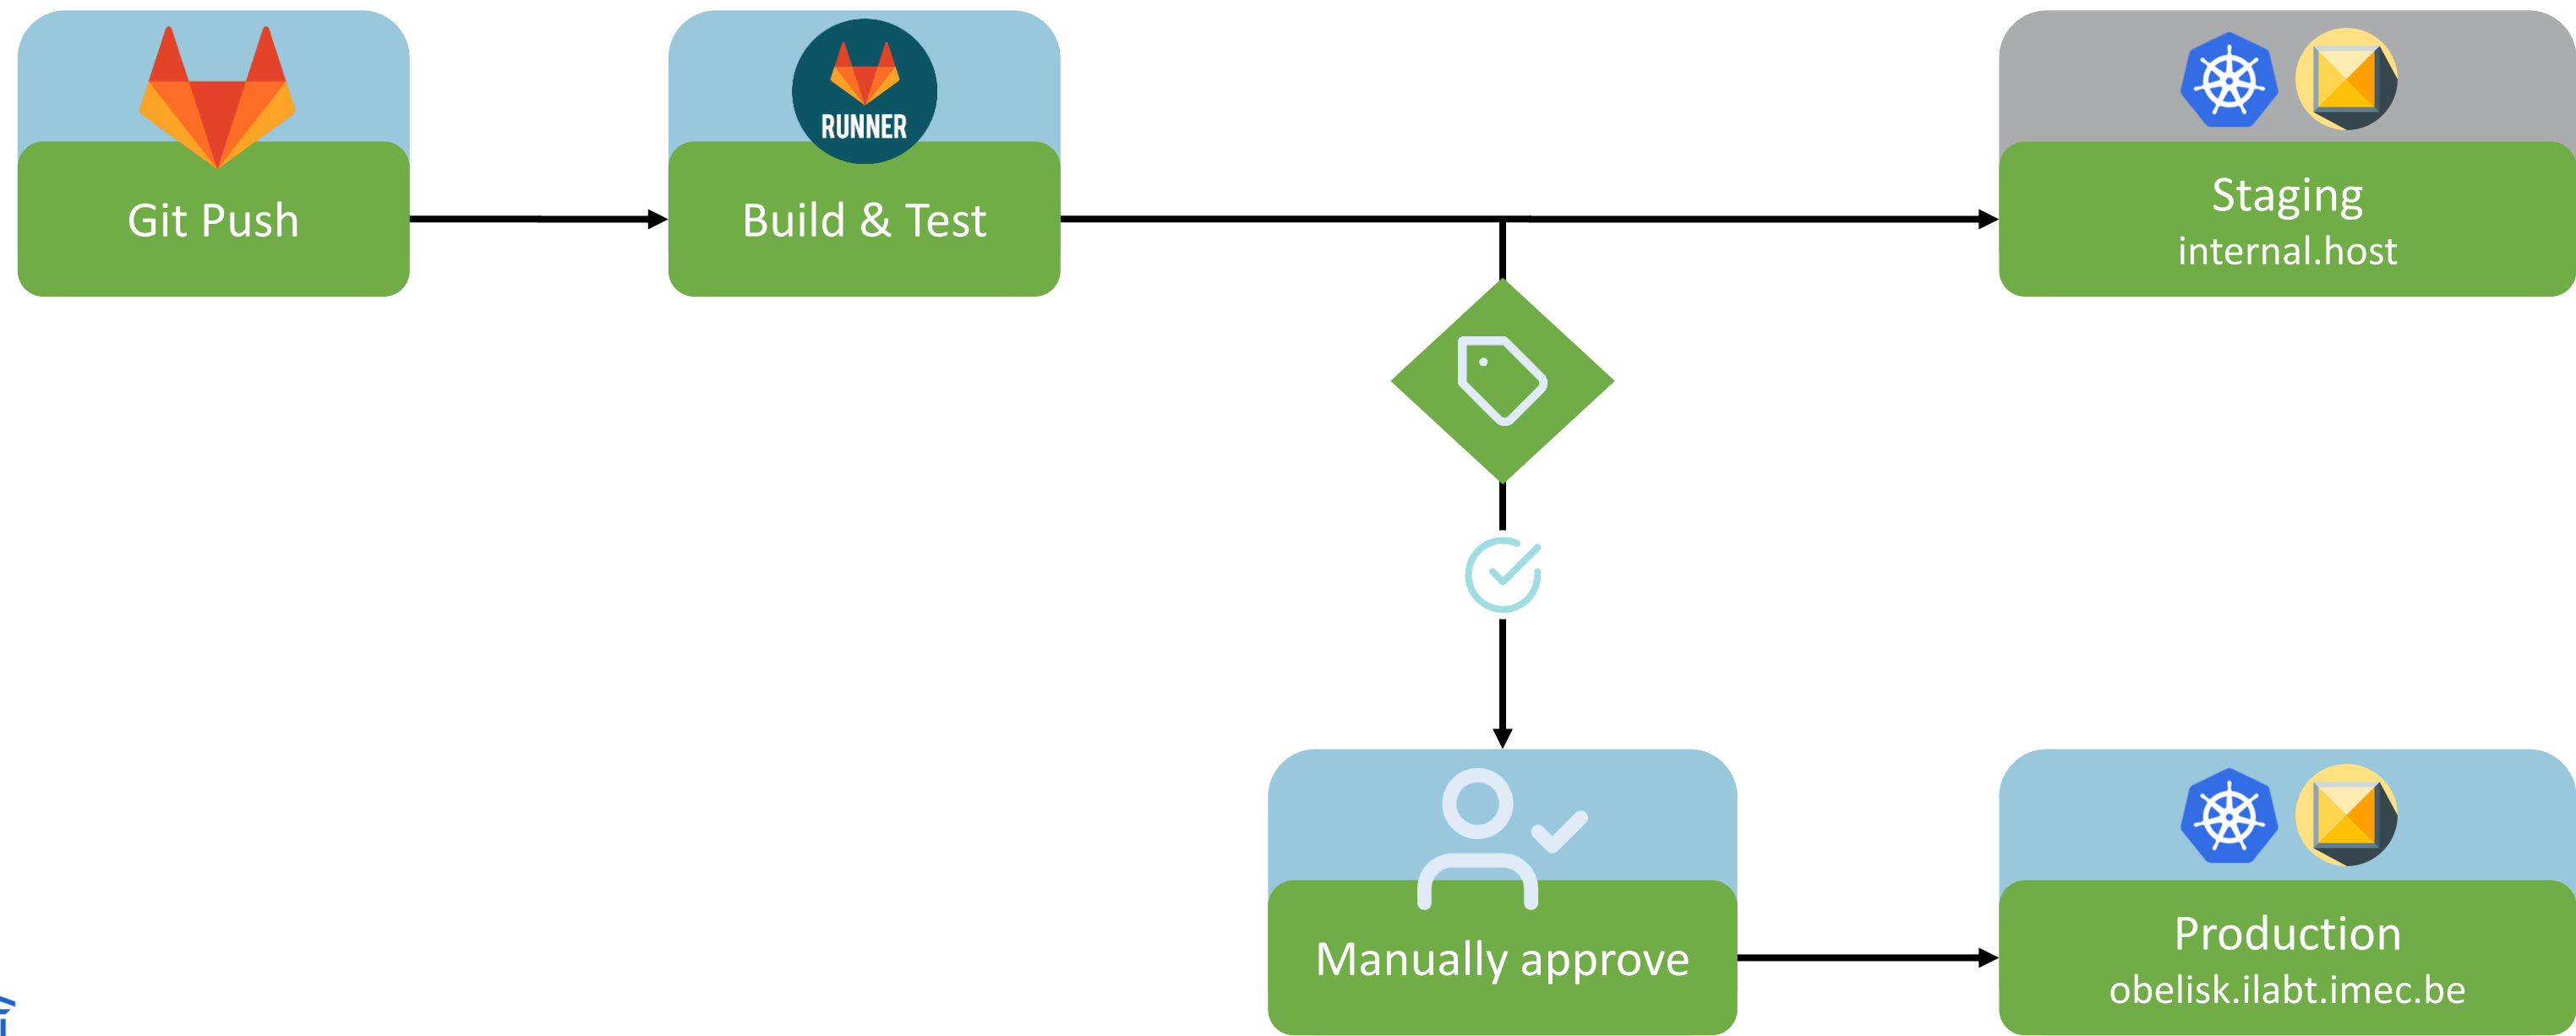 RUNNER
Git Push
Build & Test
Staging
internal.host
Manually approve
Production
obelisk.ilabt.imec.be